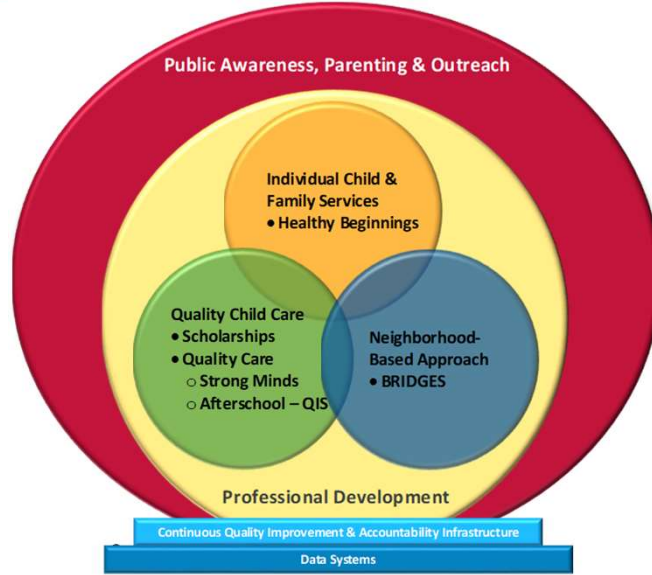 Public Awareness, Parenting & Outreach
Individual Child &
Family Services
• Healthy Beginnings
Quality Child Care
• Scholarships
• Quality Care
o Strong Minds
o Afterschool – QIS
Neighborhood-
Based Approach
• BRIDGES
Professional Development
Continuous Quality Improvement & Accountability Infrastructure
Data Systems